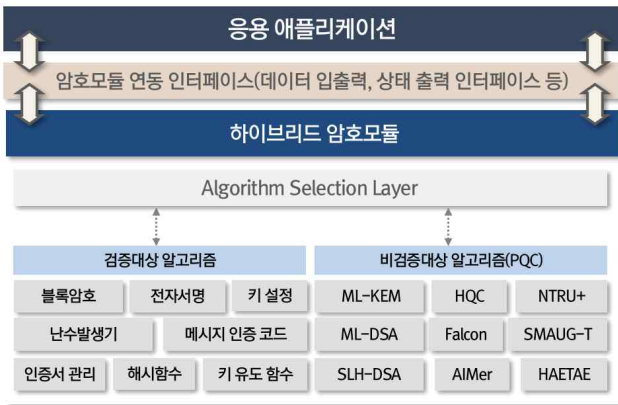 응용 애플리케이션
암호모듈 연동 인터페이스(데이터 입출력, 상태 출력 인터페이스 등)
하이브리드 암호모듈
Algorithm Selection Layer
검증대상 알고리즘
비검증대상 알고리즘(PQC)
블록암호 전자서명 키 설정
ML-KEM HQC NTRU+
난수발생기 메시지 인증 코드
ML-DSA Falcon SMAUG-T
인증서 관리 해시함수 키 유도 함수
SLH-DSA AIMer HAETAE